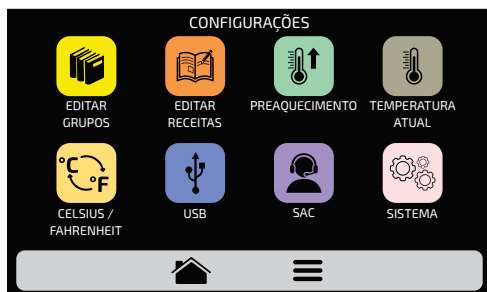 CONFIGURAÇÕES
EDITAR
GRUPOS
EDITAR
RECEITAS
PREAQUECIMENTO
TEMPERATURA
ATUAL
°C
°F
CELSIUS /
FAHRENHEIT
USB
SAC
SISTEMA